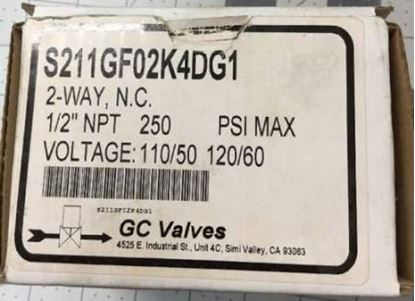 S211GF02K4DG1
2-WAY, N.C.
1/2" NPT 250 PSI MAX
VOLTAGE: 110/50 120/60
S211GF02K4DG1
GC Valves
4525 E. Industrial St., Unit 4C, Simi Valley, CA 93063